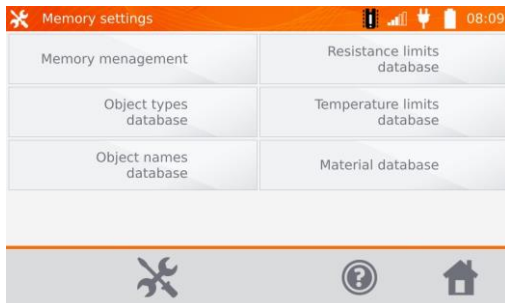 Memory settings
08:09
Memory menagement
Resistance limits
database
Object types
database
Temperature limits
database
Object names
database
Material database